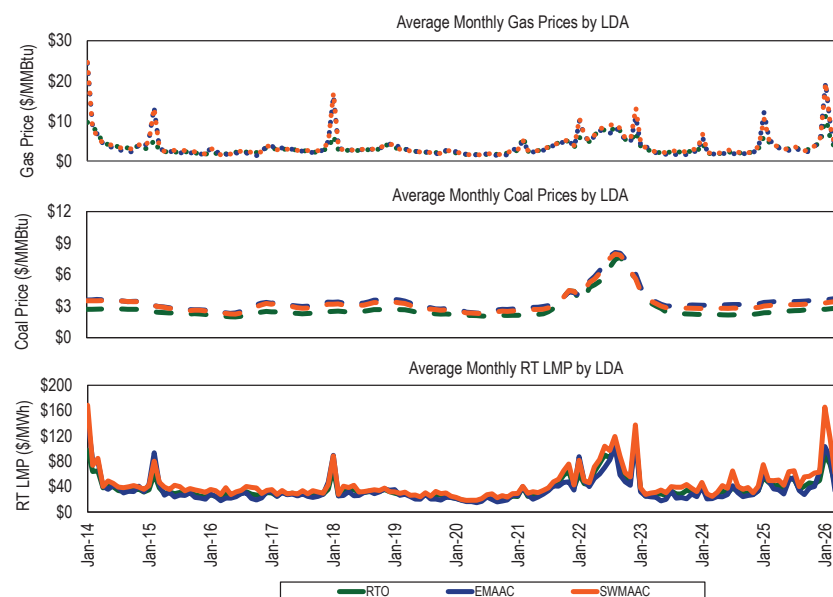 Average Monthly Gas Prices by LDA
Gas Price ($/MMBtu)
$30
$20
$10
$0
Average Monthly Coal Prices by LDA
Coal Price ($/MMBtu)
$12
$9
$6
$3
$0
Average Monthly RT LMP by LDA
RT LMP ($/MWh)
$200
$160
$120
$80
$40
$0
Jan-14
Jan-15
Jan-16
Jan-17
Jan-18
Jan-19
Jan-20
Jan-21
Jan-22
Jan-23
Jan-24
Jan-25
Jan-26
RTO EMAAC SWMAAC